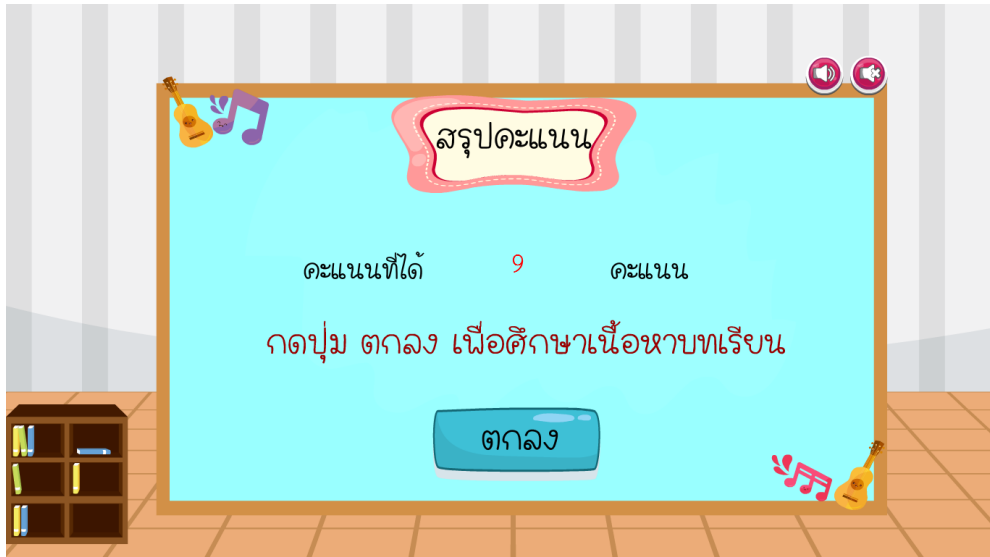 สรุปคะแนน
คะแนนที่ได้ 9 คะแนน
กดปุ่ม ตกลง เพื่อศึกษาเนื้อหาบทเรียน
ตกลง